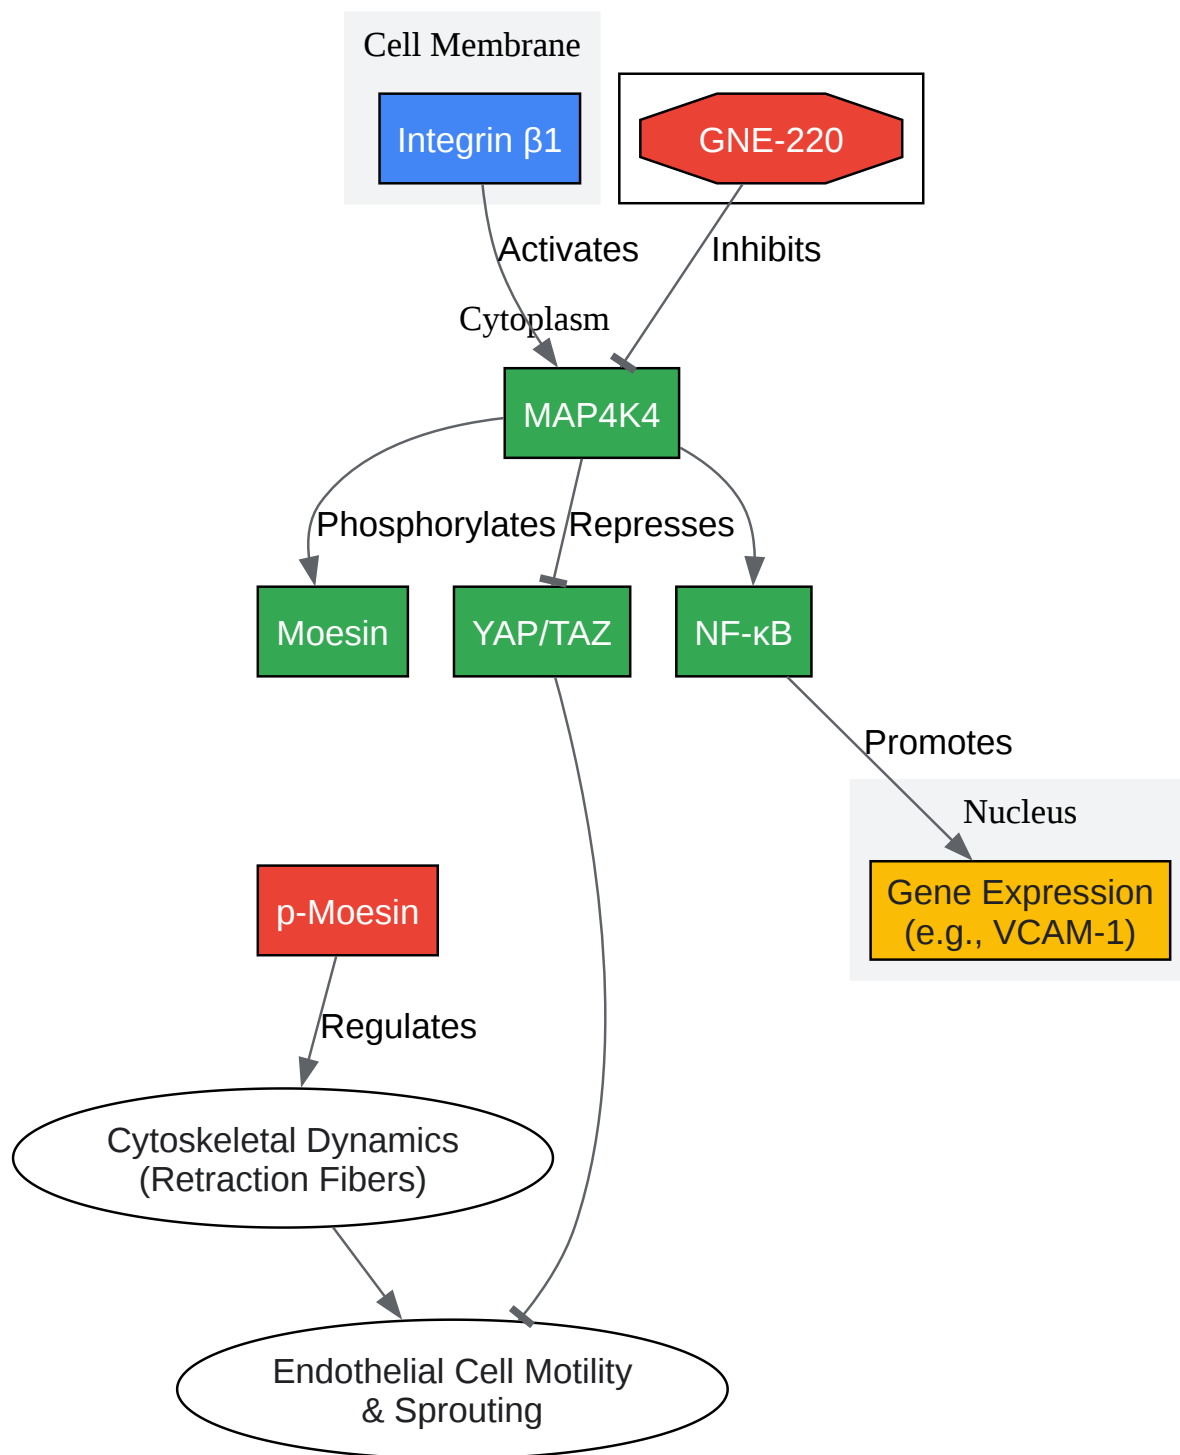 Cell Membrane
Integrin β1
GNE-220
Activates
Inhibits
Cytoplasm
MAP4K4
Phosphorylates
Represses
Moesin
YAP/TAZ
NF-κB
Promotes
Nucleus
p-Moesin
Gene Expression
(e.g., VCAM-1)
Regulates
Cytoskeletal Dynamics
(Retraction Fibers)
Endothelial Cell Motility
& Sprouting